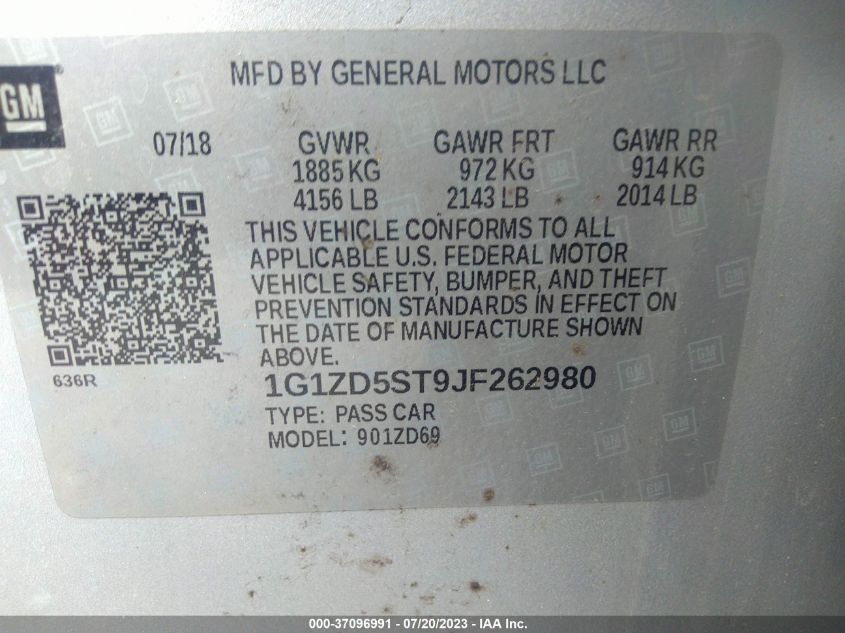 GM
MFD BY GENERAL MOTORS LLC
07/18 GVWR GAWR FRT GAWR RR
1885 KG 972 KG 914 KG
4156 LB 2143 LB 2014 LB
THIS VEHICLE CONFORMS TO ALL
APPLICABLE U.S. FEDERAL MOTOR
VEHICLE SAFETY, BUMPER, AND THEFT
PREVENTION STANDARDS IN EFFECT ON
THE DATE OF MANUFACTURE SHOWN
ABOVE.
636R
1G1ZD5ST9JF262980
TYPE: PASS CAR
MODEL: 901ZD69
000-37096991 / 07/20/2023 - IAA Inc.